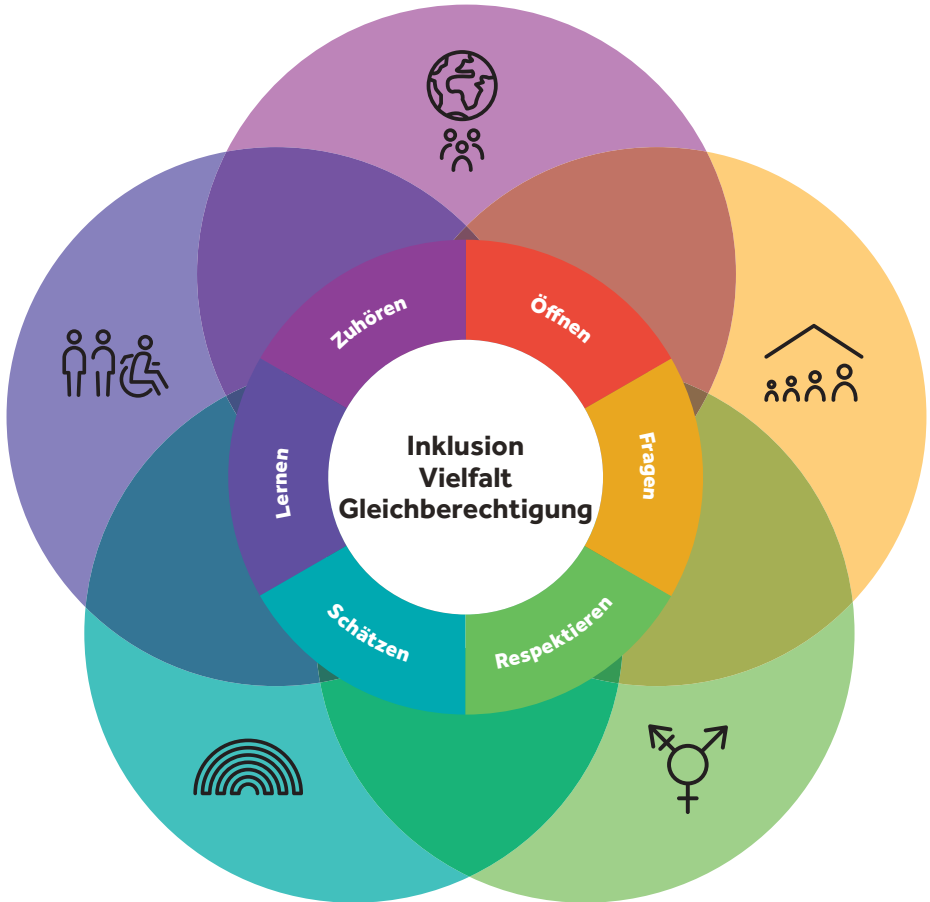 Zuhören
Öffnen
Fragen
Respektieren
Schätzen
Lernen
Inklusion
Vielfalt
Gleichberechtigung